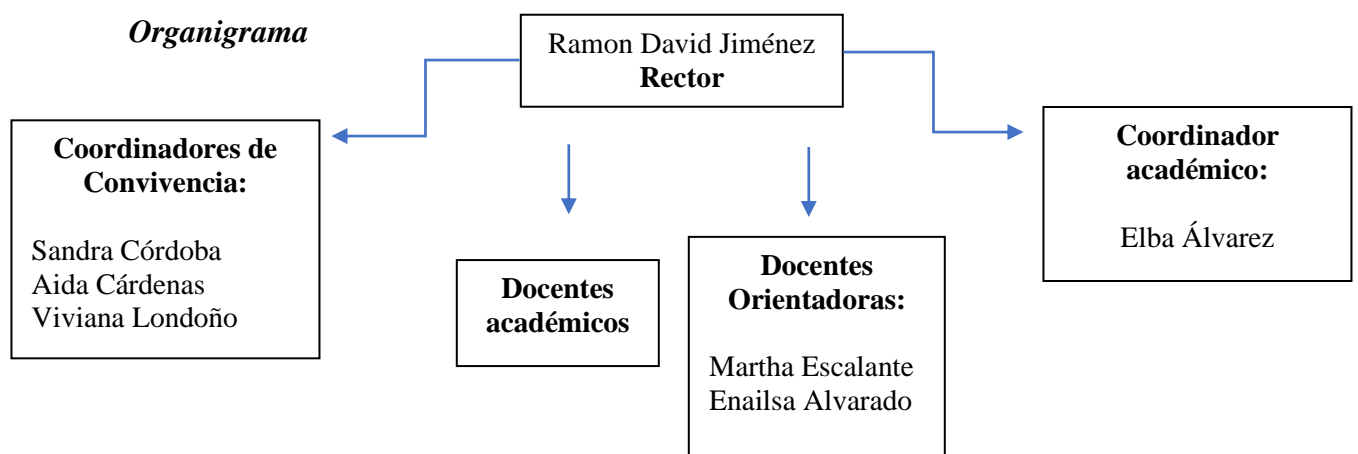 Organigrama
Ramon David Jiménez
Rector
Coordinadores de
Convivencia:
Sandra Córdoba
Aida Cárdenas
Viviana Londoño
Docentes
académicos
Docentes
Orientadoras:
Martha Escalante
Enailsa Alvarado
Coordinador
académico:
Elba Álvarez